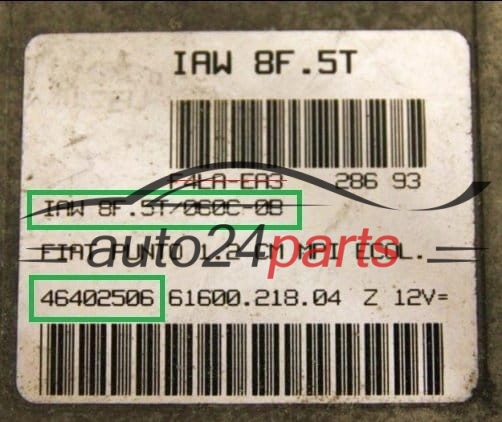 IAW 8F.5T
F4LA-EA3 286 93
IAW 8F.5T/060C-0B
FIAT PUNTO 1.2 CM MPI ECOL.
auto24parts
46402506 61600.218.04 Z 12V=